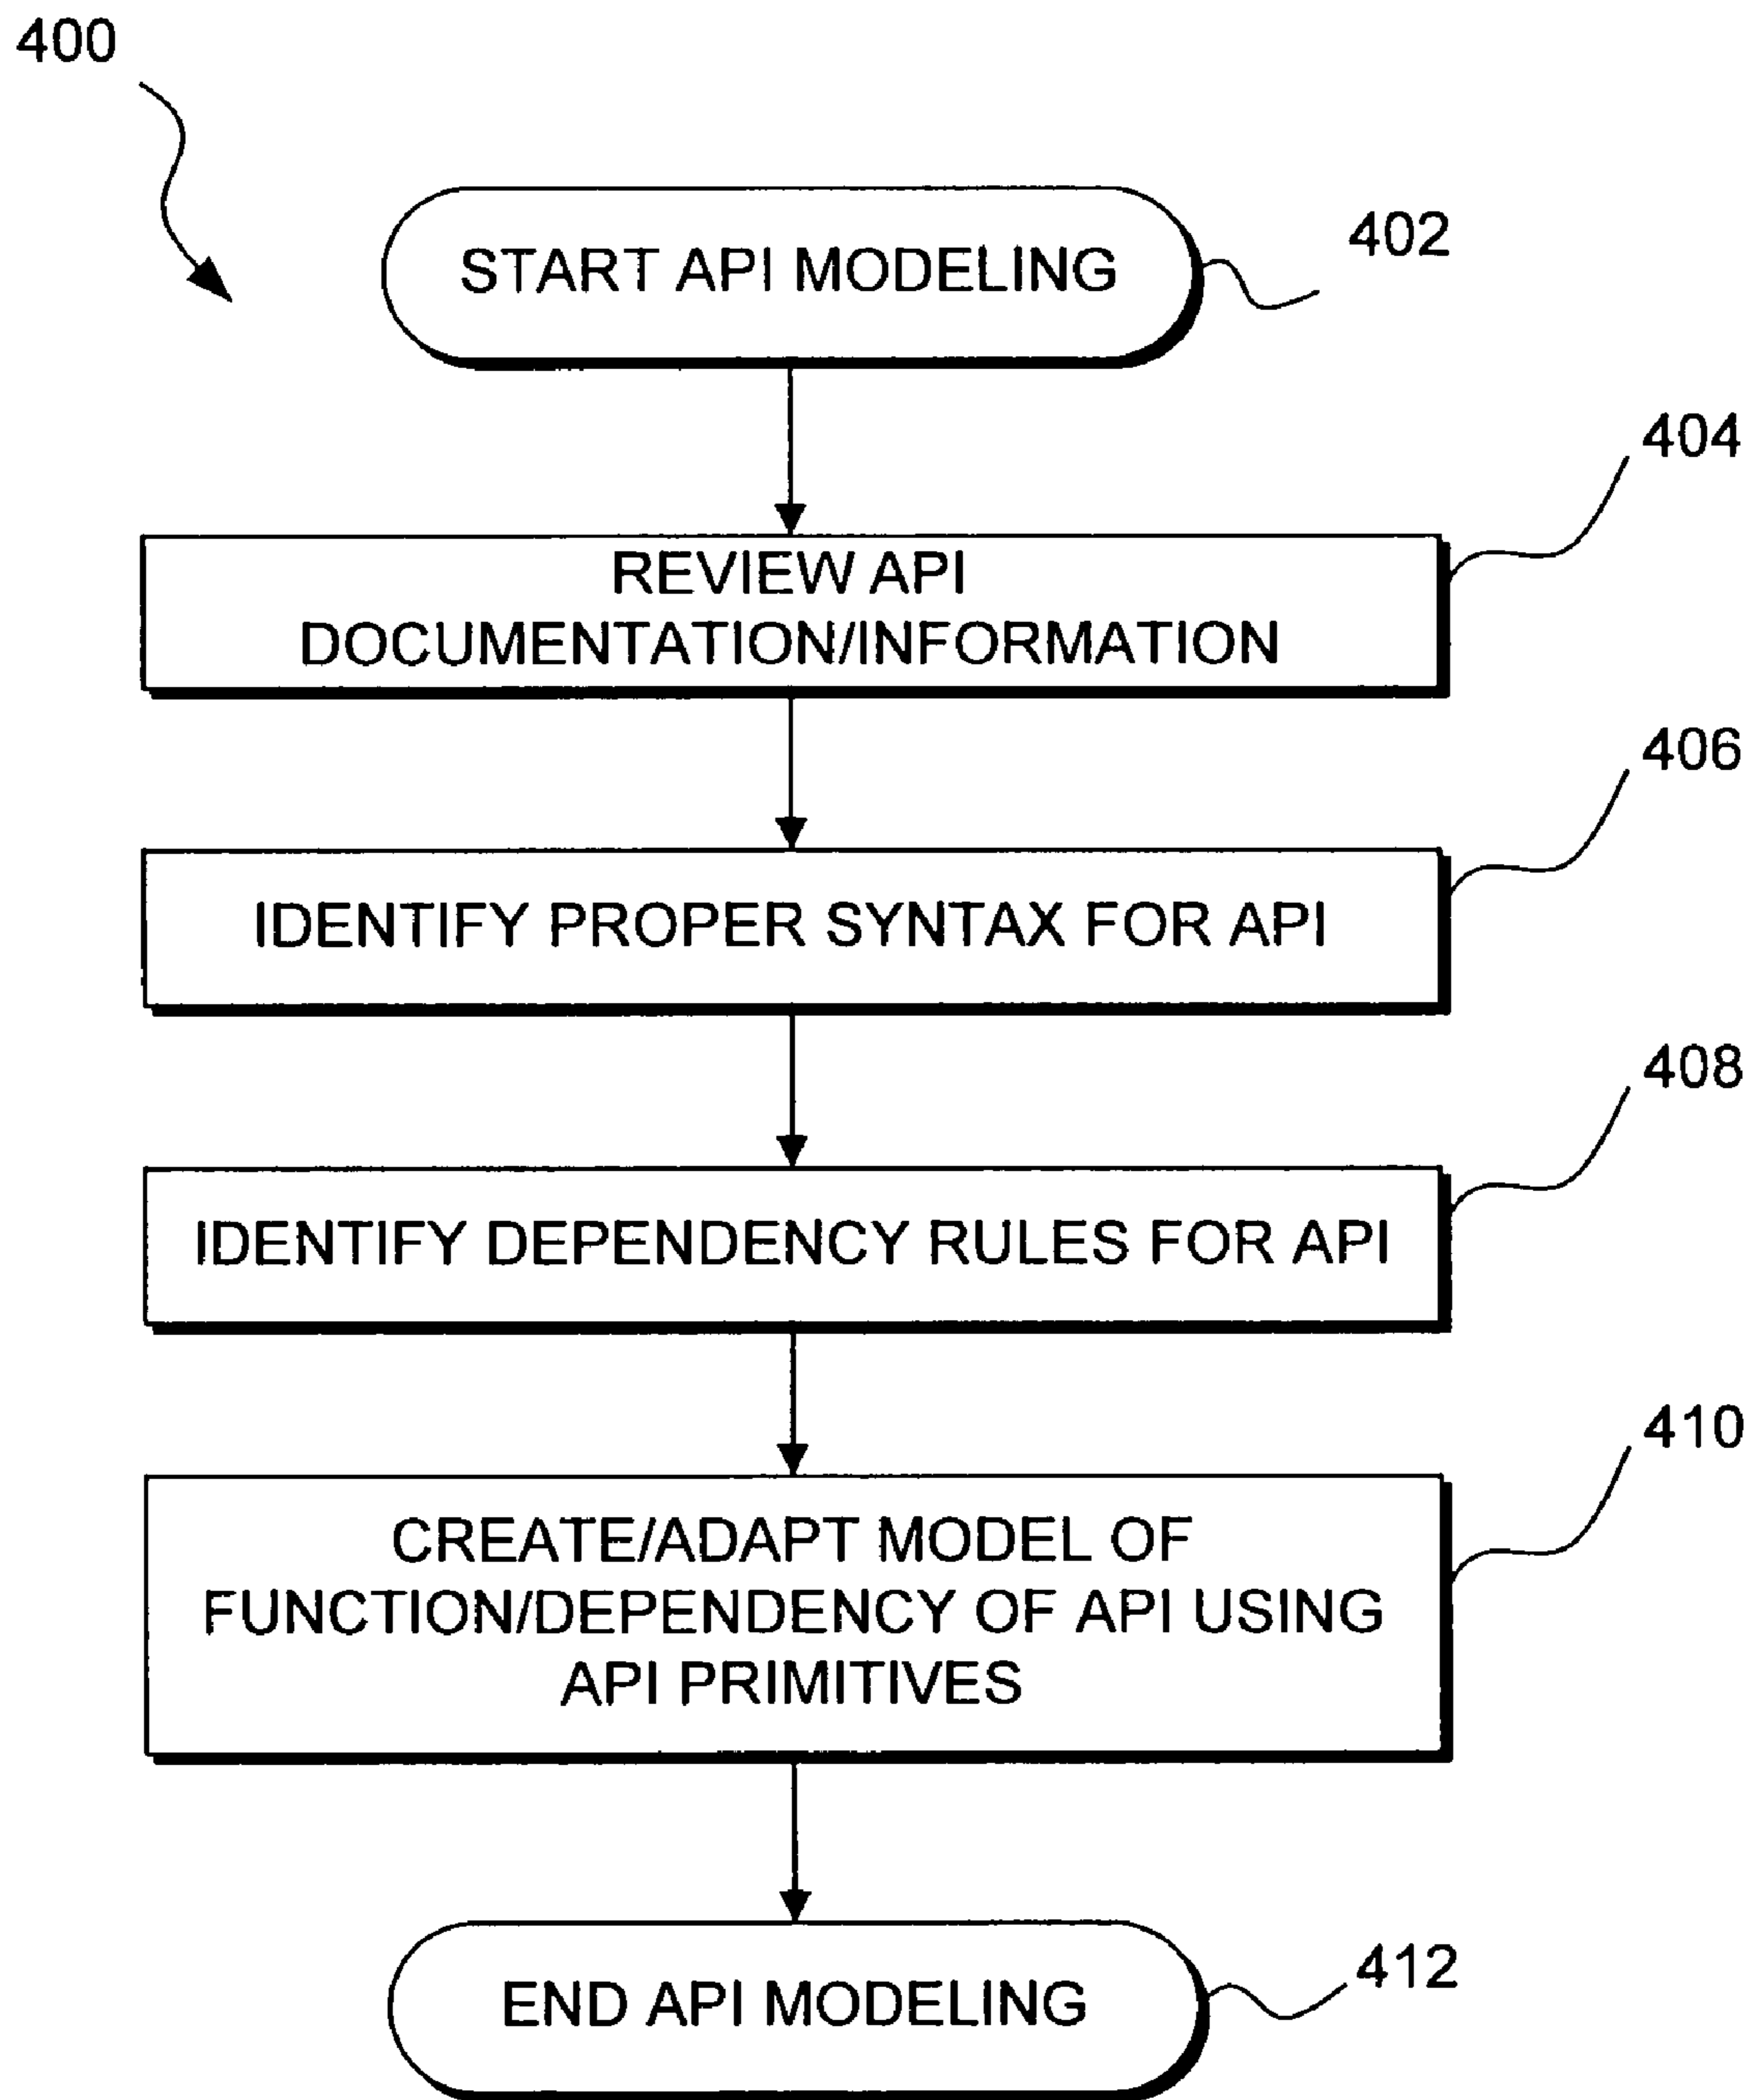 400
START API MODELING
402
404
REVIEW API
DOCUMENTATION/INFORMATION
406
IDENTIFY PROPER SYNTAX FOR API
408
IDENTIFY DEPENDENCY RULES FOR API
410
CREATE/ADAPT MODEL OF
FUNCTION/DEPENDENCY OF API USING
API PRIMITIVES
412
END API MODELING